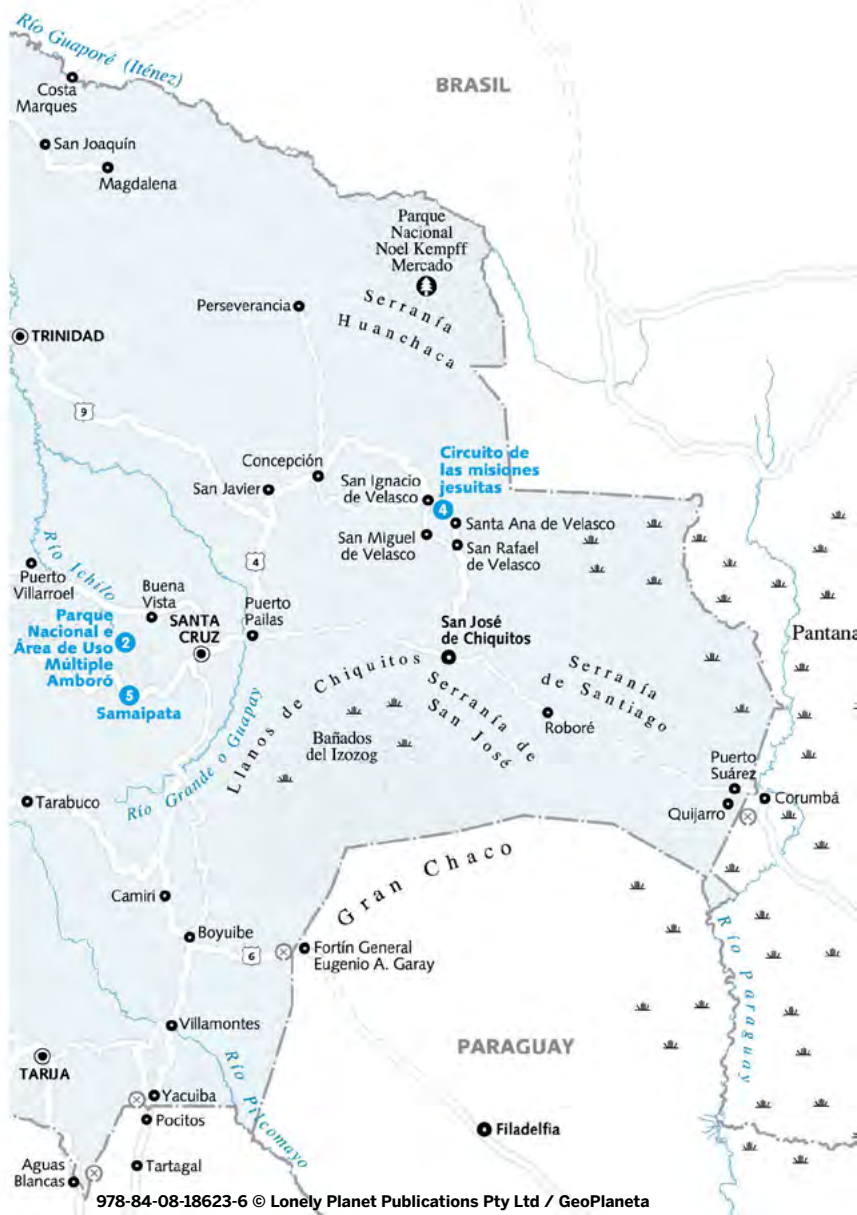 Río Guaporé (Iténez)
BRASIL
Costa
Marques
San Joaquín
Magdalena
Parque
Nacional
Noel Kempff
Mercado
Perseverancia
Serranía
Huanchaca
TRINIDAD
9
Concepción
San Javier
Circuito de
las misiones
jesuitas
4
San Ignacio
de Velasco
Santa Ana de Velasco
San Miguel
de Velasco
San Rafael
de Velasco
Río Ichilo
4
Puerto
Villarroel
Buena
Vista
Puerto
Pailas
SANTA
CRUZ
Parque
Nacional e
Área de Uso
Múltiple
Amboró
2
5
Samaipata
San José
de Chiquitos
Pantana
Llanos de Chiquitos
Serranía de
San José
Serranía
de Santiago
Roboré
Bañados
del Izozog
Río Grande o Guapay
Puerto
Suárez
Quijarro
Corumbá
Tarabuco
Gran Chaco
Camiri
Boyuibe
6
Fortín General
Eugenio A. Garay
Río Paraguay
Villamontes
PARAGUAY
TARIJA
Río Pilcomayo
Yacuiba
Pocitos
Filadelfia
Tartagal
Aguas
Blancas
978-84-08-18623-6 © Lonely Planet Publications Pty Ltd / GeoPlaneta